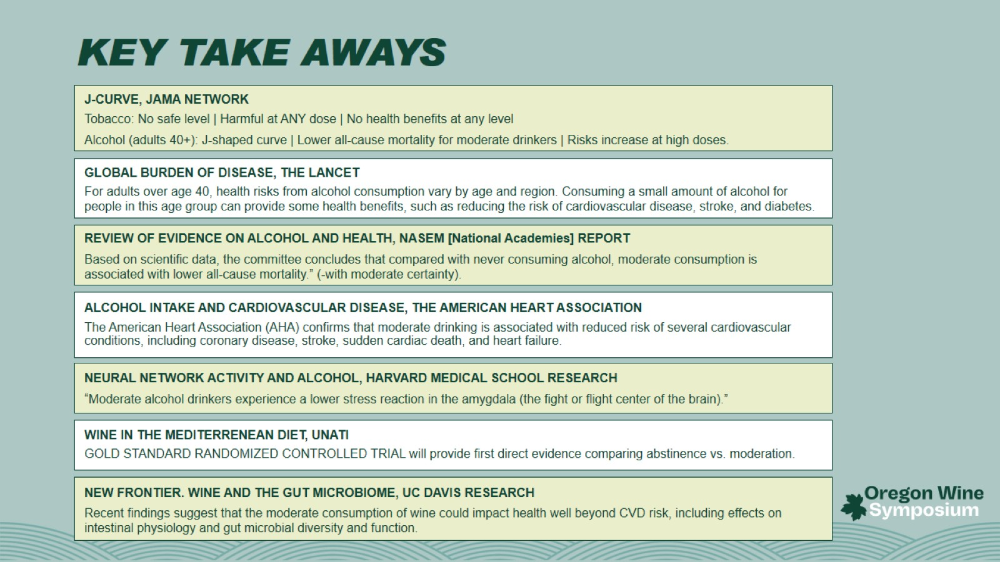 KEY TAKE AWAYS
J-CURVE, JAMA NETWORK
Tobacco: No safe level | Harmful at ANY dose | No health benefits at any level
Alcohol (adults 40+): J-shaped curve | Lower all-cause mortality for moderate drinkers | Risks increase at high doses.
GLOBAL BURDEN OF DISEASE, THE LANCET
For adults over age 40, health risks from alcohol consumption vary by age and region. Consuming a small amount of alcohol for
people in this age group can provide some health benefits, such as reducing the risk of cardiovascular disease, stroke, and diabetes.
REVIEW OF EVIDENCE ON ALCOHOL AND HEALTH, NASEM [National Academies] REPORT
Based on scientific data, the committee concludes that compared with never consuming alcohol, moderate consumption is
associated with lower all-cause mortality.” (-with moderate certainty).
ALCOHOL INTAKE AND CARDIOVASCULAR DISEASE, THE AMERICAN HEART ASSOCIATION
The American Heart Association (AHA) confirms that moderate drinking is associated with reduced risk of several cardiovascular
conditions, including coronary disease, stroke, sudden cardiac death, and heart failure.
NEURAL NETWORK ACTIVITY AND ALCOHOL, HARVARD MEDICAL SCHOOL RESEARCH
“Moderate alcohol drinkers experience a lower stress reaction in the amygdala (the fight or flight center of the brain).”
WINE IN THE MEDITERRENEAN DIET, UNATI
GOLD STANDARD RANDOMIZED CONTROLLED TRIAL will provide first direct evidence comparing abstinence vs. moderation.
NEW FRONTIER. WINE AND THE GUT MICROBIOME, UC DAVIS RESEARCH
Recent findings suggest that the moderate consumption of wine could impact health well beyond CVD risk, including effects on
intestinal physiology and gut microbial diversity and function.
Oregon Wine
Symposium